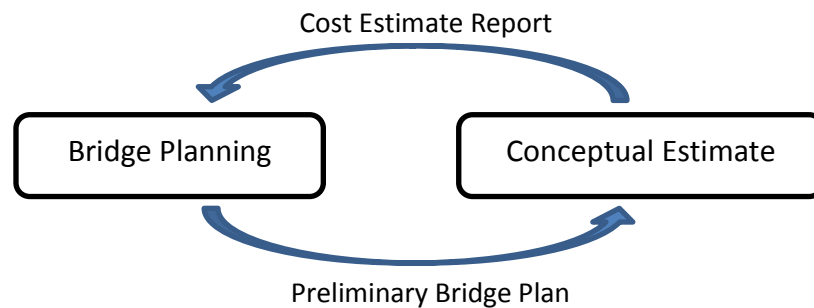 Cost Estimate Report
Bridge Planning
Conceptual Estimate
Preliminary Bridge Plan